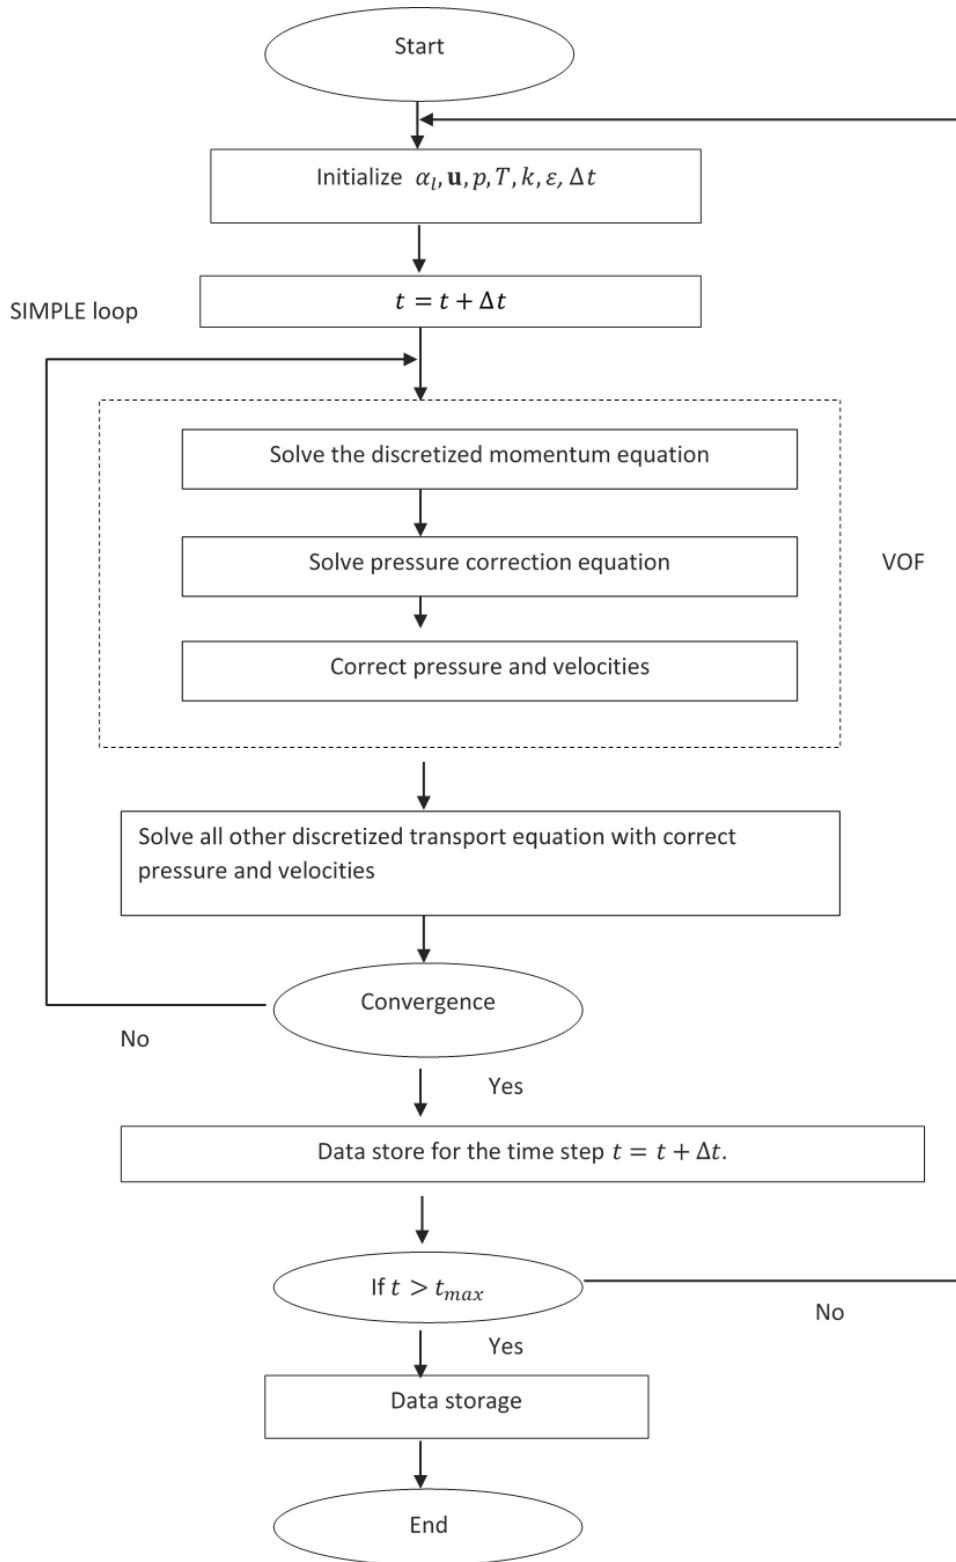 Start
Initialize αₗ, 𝐮, p, T, k, ε, Δt
t = t + Δt
SIMPLE loop
Solve the discretized momentum equation
Solve pressure correction equation
VOF
Correct pressure and velocities
Solve all other discretized transport equation with correct
pressure and velocities
Convergence
No
Yes
Data store for the time step t = t + Δt.
If t > t_max
No
Yes
Data storage
End